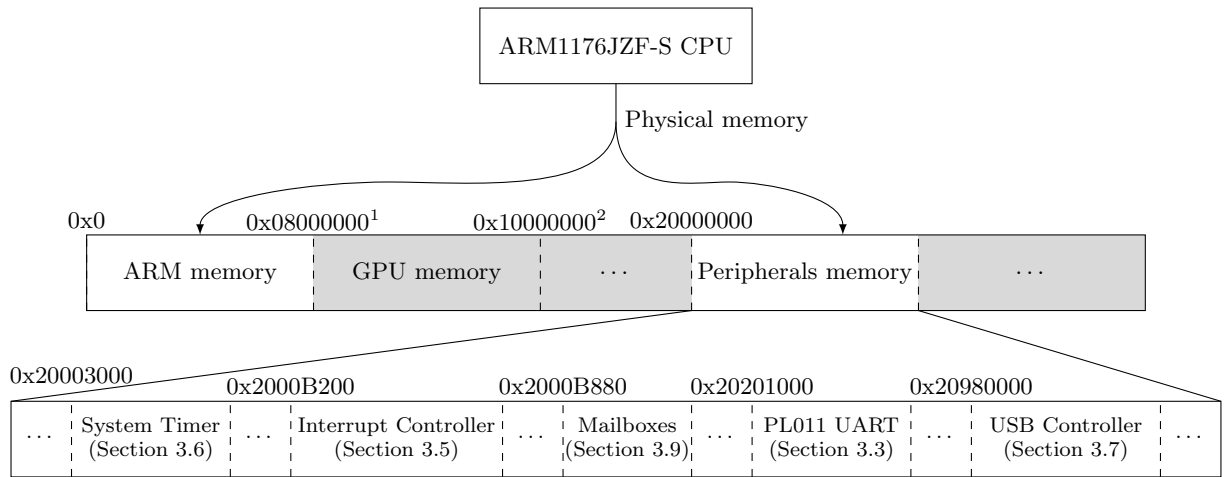 ARM1176JZF-S CPU
Physical memory
0x0 0x08000000¹ 0x10000000² 0x20000000
ARM memory GPU memory ... Peripherals memory ...
0x20003000 0x2000B200 0x2000B880 0x20201000 0x20980000
... System Timer ... Interrupt Controller ... Mailboxes ... PL011 UART ... USB Controller ...
(Section 3.6) (Section 3.5) (Section 3.9) (Section 3.3) (Section 3.7)